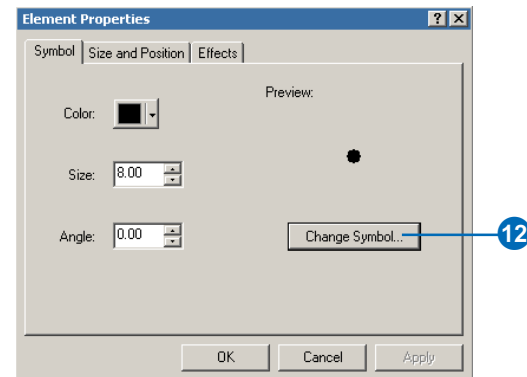 Element Properties
? X
Symbol Size and Position Effects
Preview:
Color:
Size: 8.00
Angle: 0.00
Change Symbol... 12
OK Cancel Apply